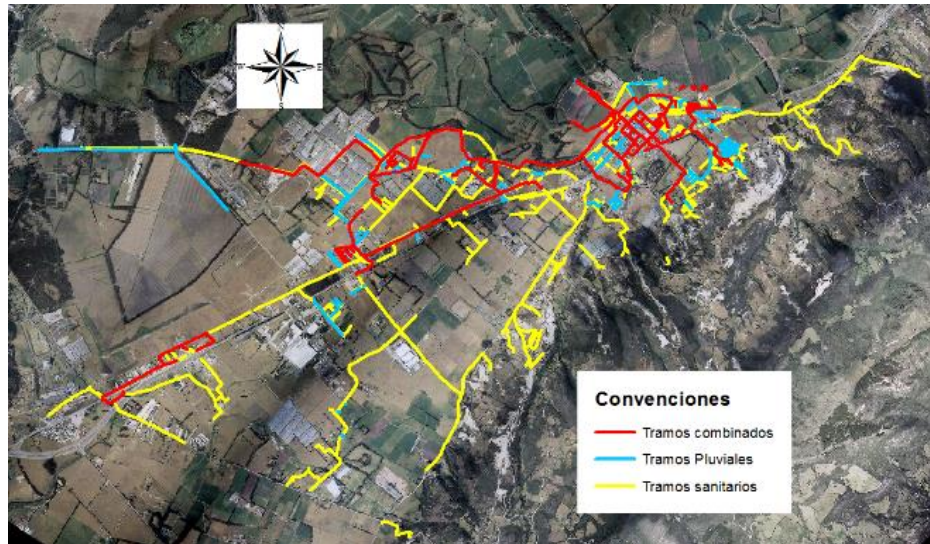 N
E
S
Convenciones
Tramos combinados
Tramos Pluviales
Tramos sanitarios